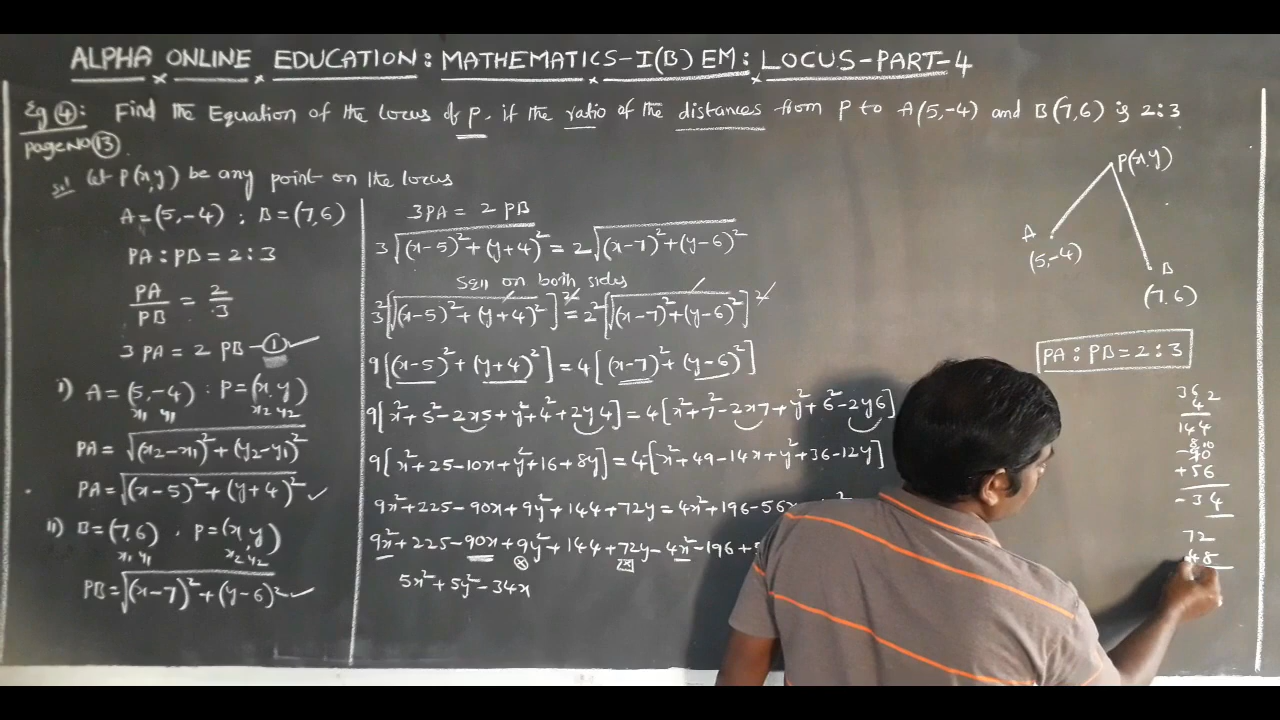 ALPHA ONLINE EDUCATION: MATHEMATICS-I(B) EM: LOCUS-PART-4
Eg ④: Find the Equation of the locus of P. if the ratio of the distances from P to A(5,-4) and B(7,6) is 2:3
page No ⑬
Sol Let P(x,y) be any point on the locus
A=(5,-4) ; B=(7,6)
PA:PB=2:3
PA/PB = 2/3
3 PA = 2 PB — ①
i) A=(5,-4) : P=(x,y)
x₁ y₁ x₂ y₂
PA=√(x₂-x₁)²+(y₂-y₁)²
PA=√(x-5)²+(y+4)²
ii) B=(7,6) , P=(x,y)
x₁ y₁ x₂ y₂
PB=√(x-7)²+(y-6)²
3PA = 2 PB
3√(x-5)²+(y+4)² = 2√(x-7)²+(y-6)²
on both sides
3²[√(x-5)²+(y+4)²]² = 2²[√(x-7)²+(y-6)²]²
9[(x-5)²+(y+4)²] = 4[(x-7)²+(y-6)²]
9[x²+5²-2x5+y²+4²+2y4] = 4[x²+7²-2x7+y²+6²-2y6]
9[x²+25-10x+y²+16+8y] = 4[x²+49-14x+y²+36-12y]
9x²+225-90x+9y²+144+72y = 4x²+196-56x
9x²+225-90x+9y²+144+72y-4x²-196+5
5x²+5y²-34x
P(x,y)
A
(5,-4)
B
(7,6)
PA:PB=2:3
36
4
144
-90
+56
-34
72
48